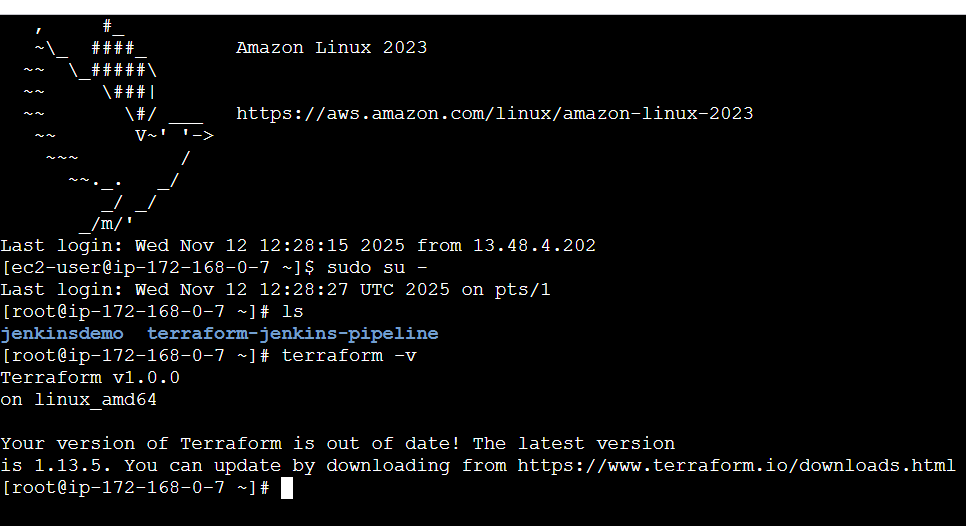 ,     #_
   ~\_  ####_        Amazon Linux 2023
  ~~  \_#####\
  ~~     \###|
  ~~       \#/ ___   https://aws.amazon.com/linux/amazon-linux-2023
   ~~       V~' '->
    ~~~         /
      ~~._.   _/
         _/ _/
       _/m/'
Last login: Wed Nov 12 12:28:15 2025 from 13.48.4.202
[ec2-user@ip-172-168-0-7 ~]$ sudo su -
Last login: Wed Nov 12 12:28:27 UTC 2025 on pts/1
[root@ip-172-168-0-7 ~]# ls
jenkinsdemo  terraform-jenkins-pipeline
[root@ip-172-168-0-7 ~]# terraform -v
Terraform v1.0.0
on linux_amd64

Your version of Terraform is out of date! The latest version
is 1.13.5. You can update by downloading from https://www.terraform.io/downloads.html
[root@ip-172-168-0-7 ~]#